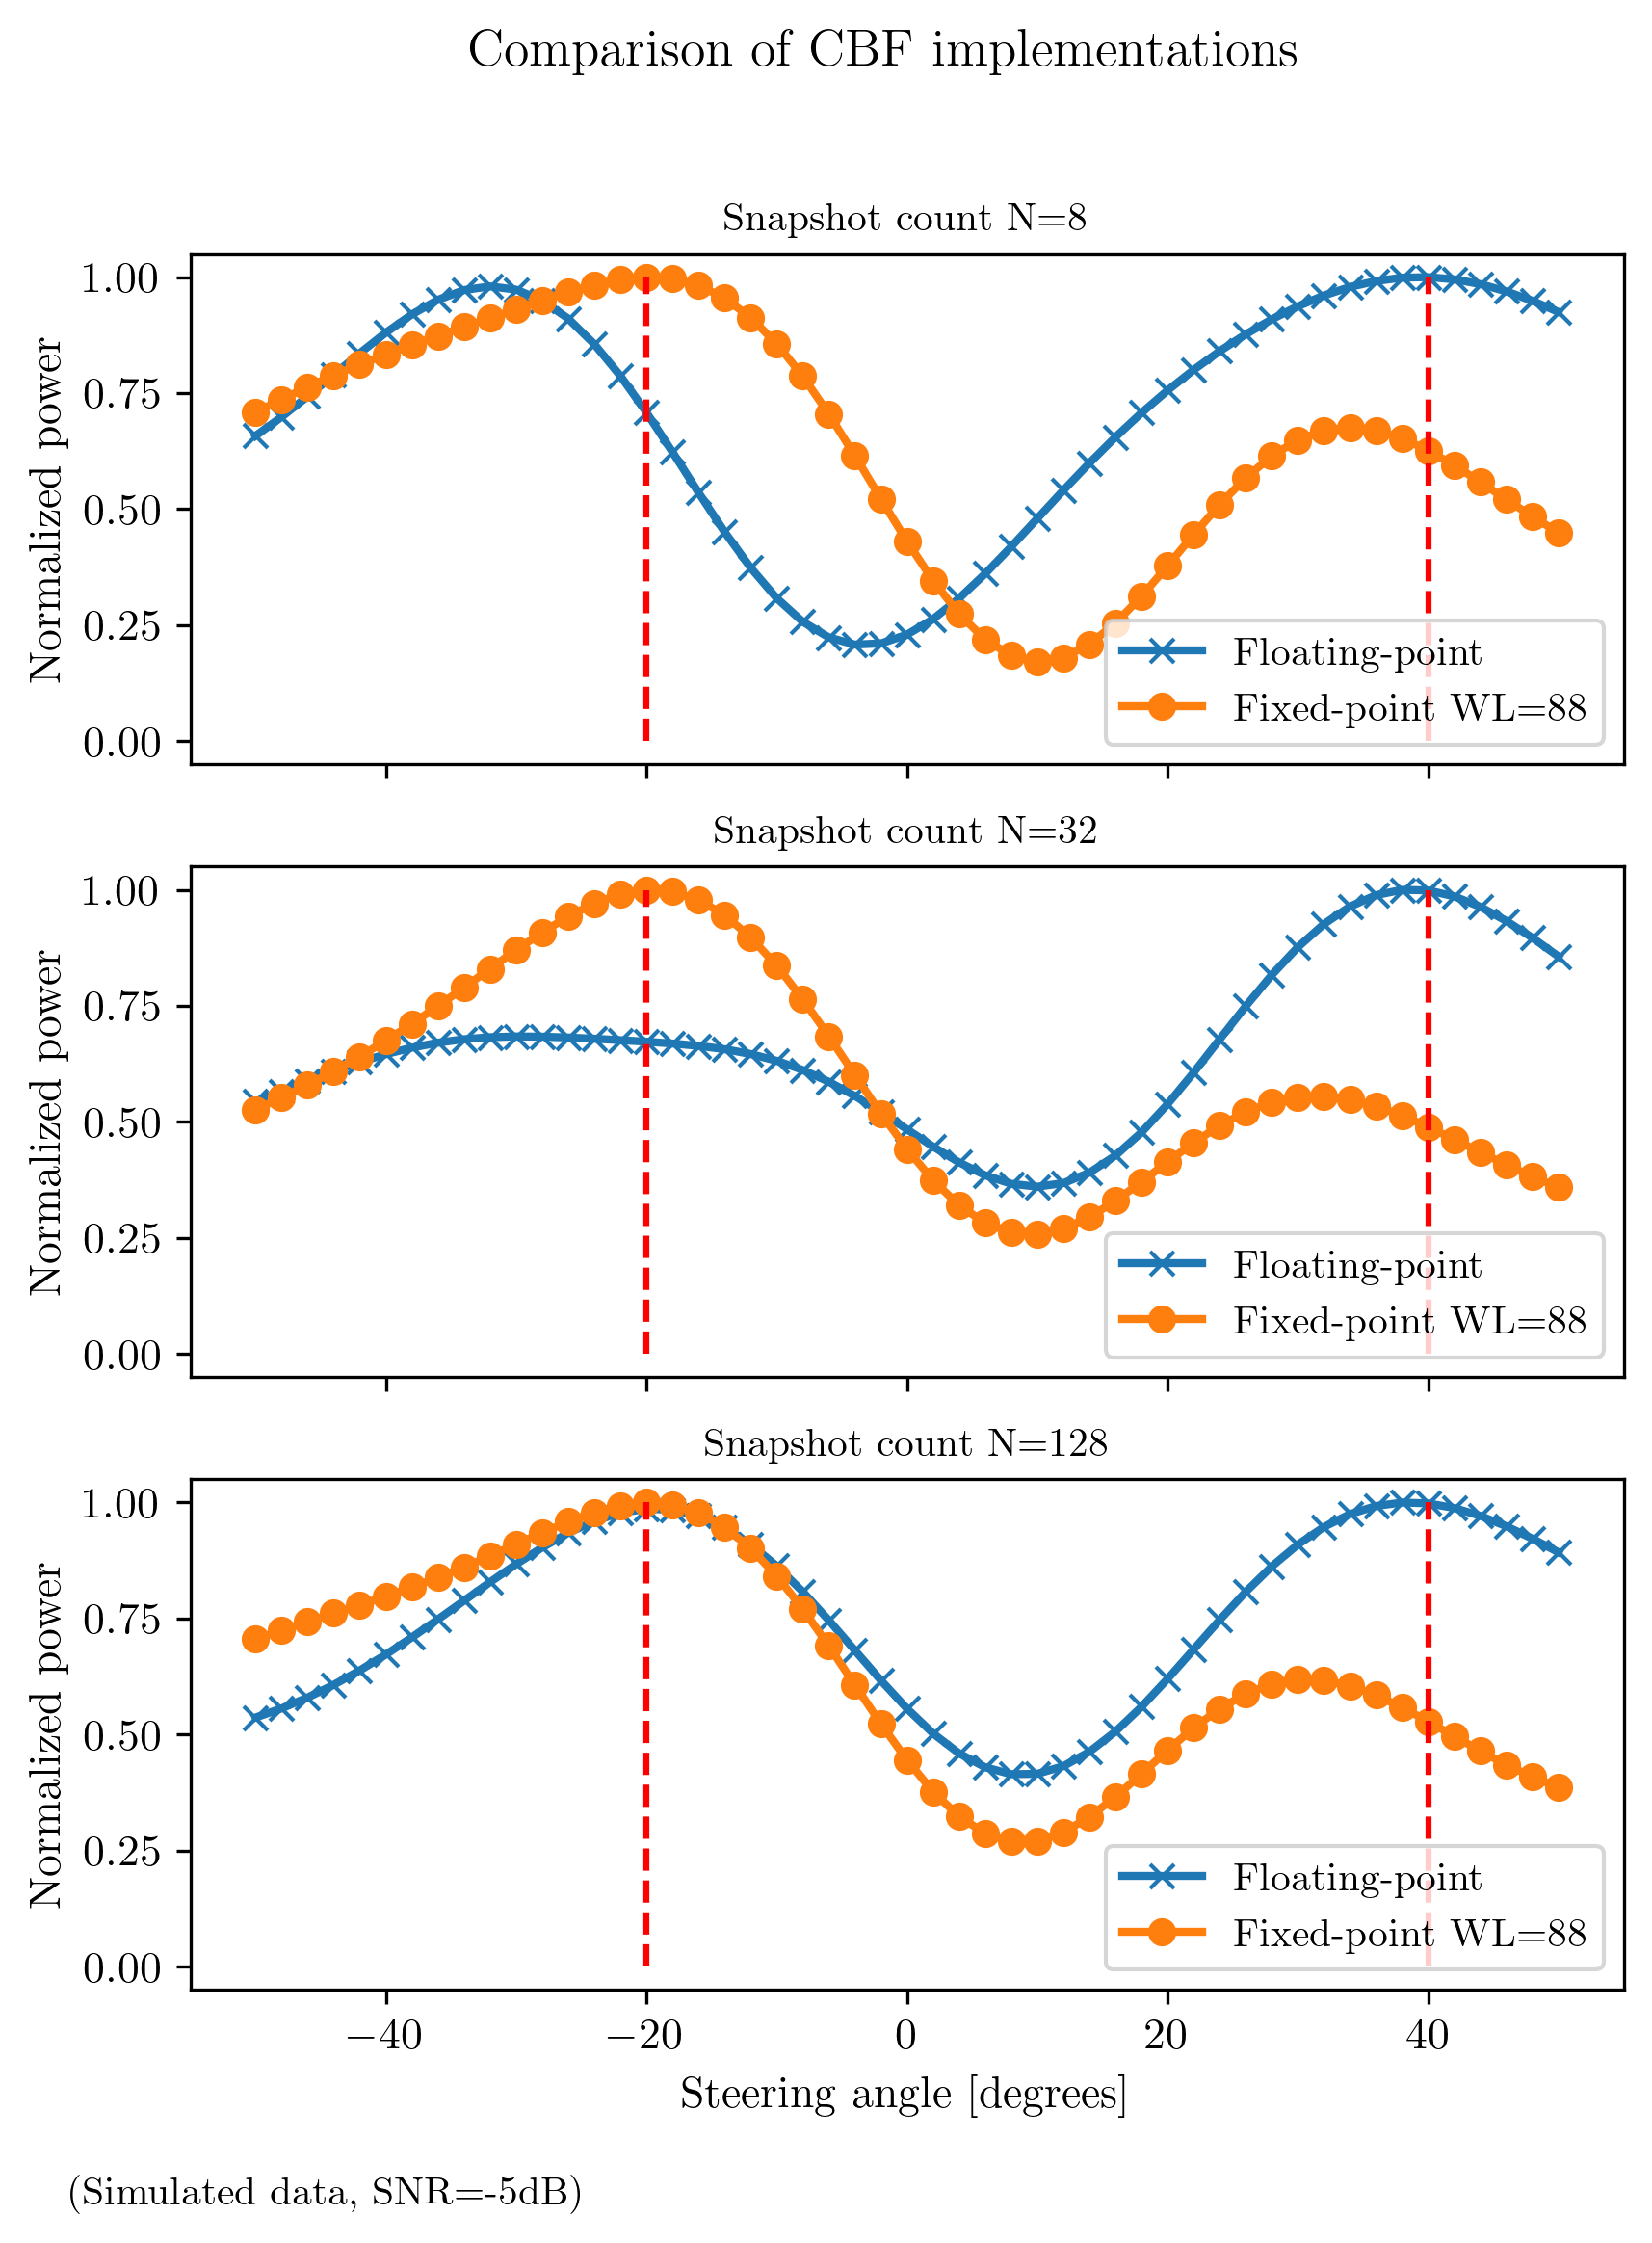 Comparison of CBF implementations
Snapshot count N=8
Normalized power
1.00
0.75
0.50
0.25
0.00
Floating-point
Fixed-point WL=88
Snapshot count N=32
Normalized power
1.00
0.75
0.50
0.25
0.00
Floating-point
Fixed-point WL=88
Snapshot count N=128
Normalized power
1.00
0.75
0.50
0.25
0.00
Floating-point
Fixed-point WL=88
−40 −20 0 20 40
Steering angle [degrees]
(Simulated data, SNR=-5dB)